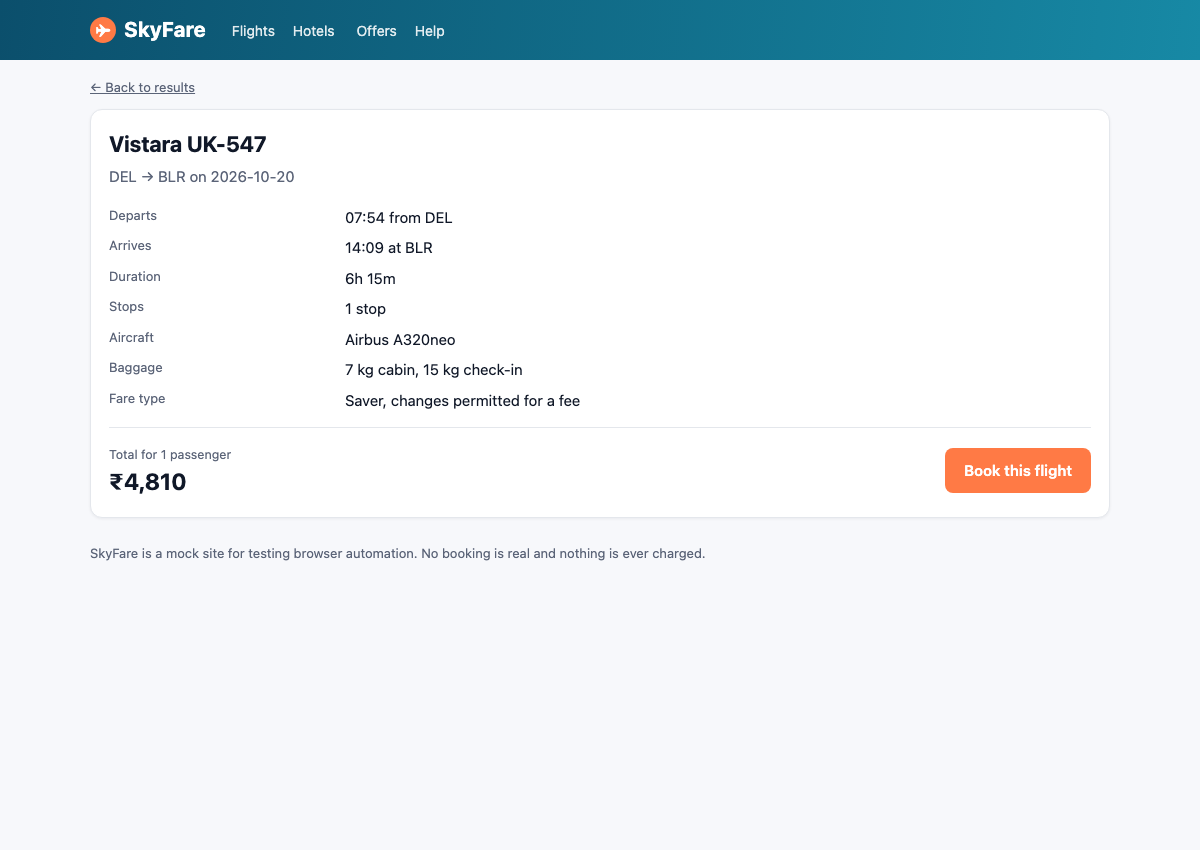 SkyFare Flights Hotels Offers Help
← Back to results
Vistara UK-547
DEL → BLR on 2026-10-20
Departs 07:54 from DEL
Arrives 14:09 at BLR
Duration 6h 15m
Stops 1 stop
Aircraft Airbus A320neo
Baggage 7 kg cabin, 15 kg check-in
Fare type Saver, changes permitted for a fee
Total for 1 passenger
₹4,810
Book this flight
SkyFare is a mock site for testing browser automation. No booking is real and nothing is ever charged.